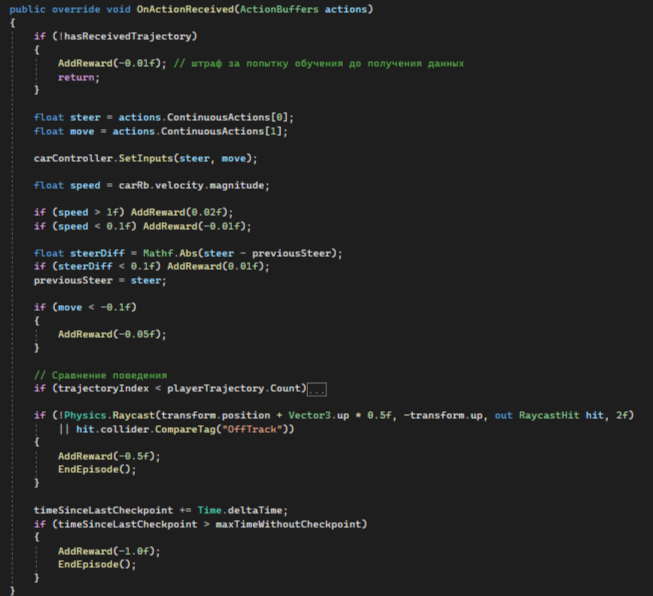 public override void OnActionReceived(ActionBuffers actions)
{
    if (!hasReceivedTrajectory)
    {
        AddReward(-0.01f); // штраф за попытку обучения до получения данных
        return;
    }

    float steer = actions.ContinuousActions[0];
    float move = actions.ContinuousActions[1];

    carController.SetInputs(steer, move);

    float speed = carRb.velocity.magnitude;

    if (speed > 1f) AddReward(0.02f);
    if (speed < 0.1f) AddReward(-0.01f);

    float steerDiff = Mathf.Abs(steer - previousSteer);
    if (steerDiff < 0.1f) AddReward(0.01f);
    previousSteer = steer;

    if (move < -0.1f)
    {
        AddReward(-0.05f);
    }

    // Сравнение поведения
    if (trajectoryIndex < playerTrajectory.Count)...

    if (!Physics.Raycast(transform.position + Vector3.up * 0.5f, -transform.up, out RaycastHit hit, 2f)
        || hit.collider.CompareTag("OffTrack"))
    {
        AddReward(-0.5f);
        EndEpisode();
    }

    timeSinceLastCheckpoint += Time.deltaTime;
    if (timeSinceLastCheckpoint > maxTimeWithoutCheckpoint)
    {
        AddReward(-1.0f);
        EndEpisode();
    }
}